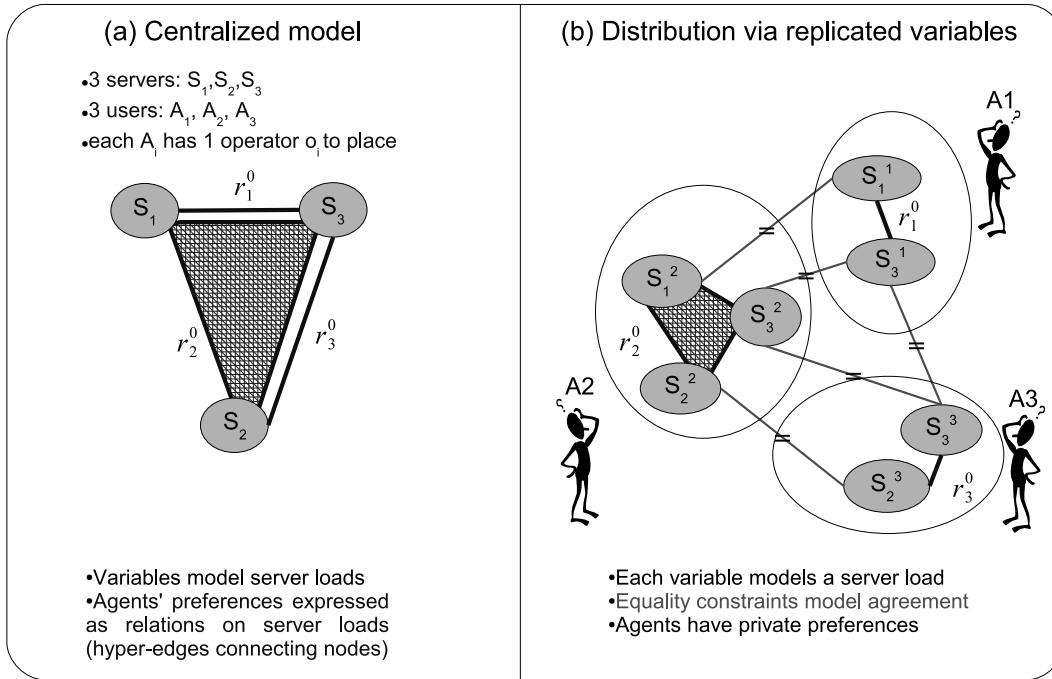 (a) Centralized model
•3 servers: S₁,S₂,S₃
•3 users: A₁, A₂, A₃
•each Aᵢ has 1 operator oᵢ to place
r₁⁰
S₁
S₃
r₂⁰
r₃⁰
S₂
•Variables model server loads
•Agents' preferences expressed
as relations on server loads
(hyper-edges connecting nodes)
(b) Distribution via replicated variables
A1
?
S₁¹
r₁⁰
=
S₃¹
S₁²
=
S₃²
r₂⁰
=
S₂²
=
A2
?
=
A3
?
S₃³
S₂³
r₃⁰
•Each variable models a server load
•Equality constraints model agreement
•Agents have private preferences